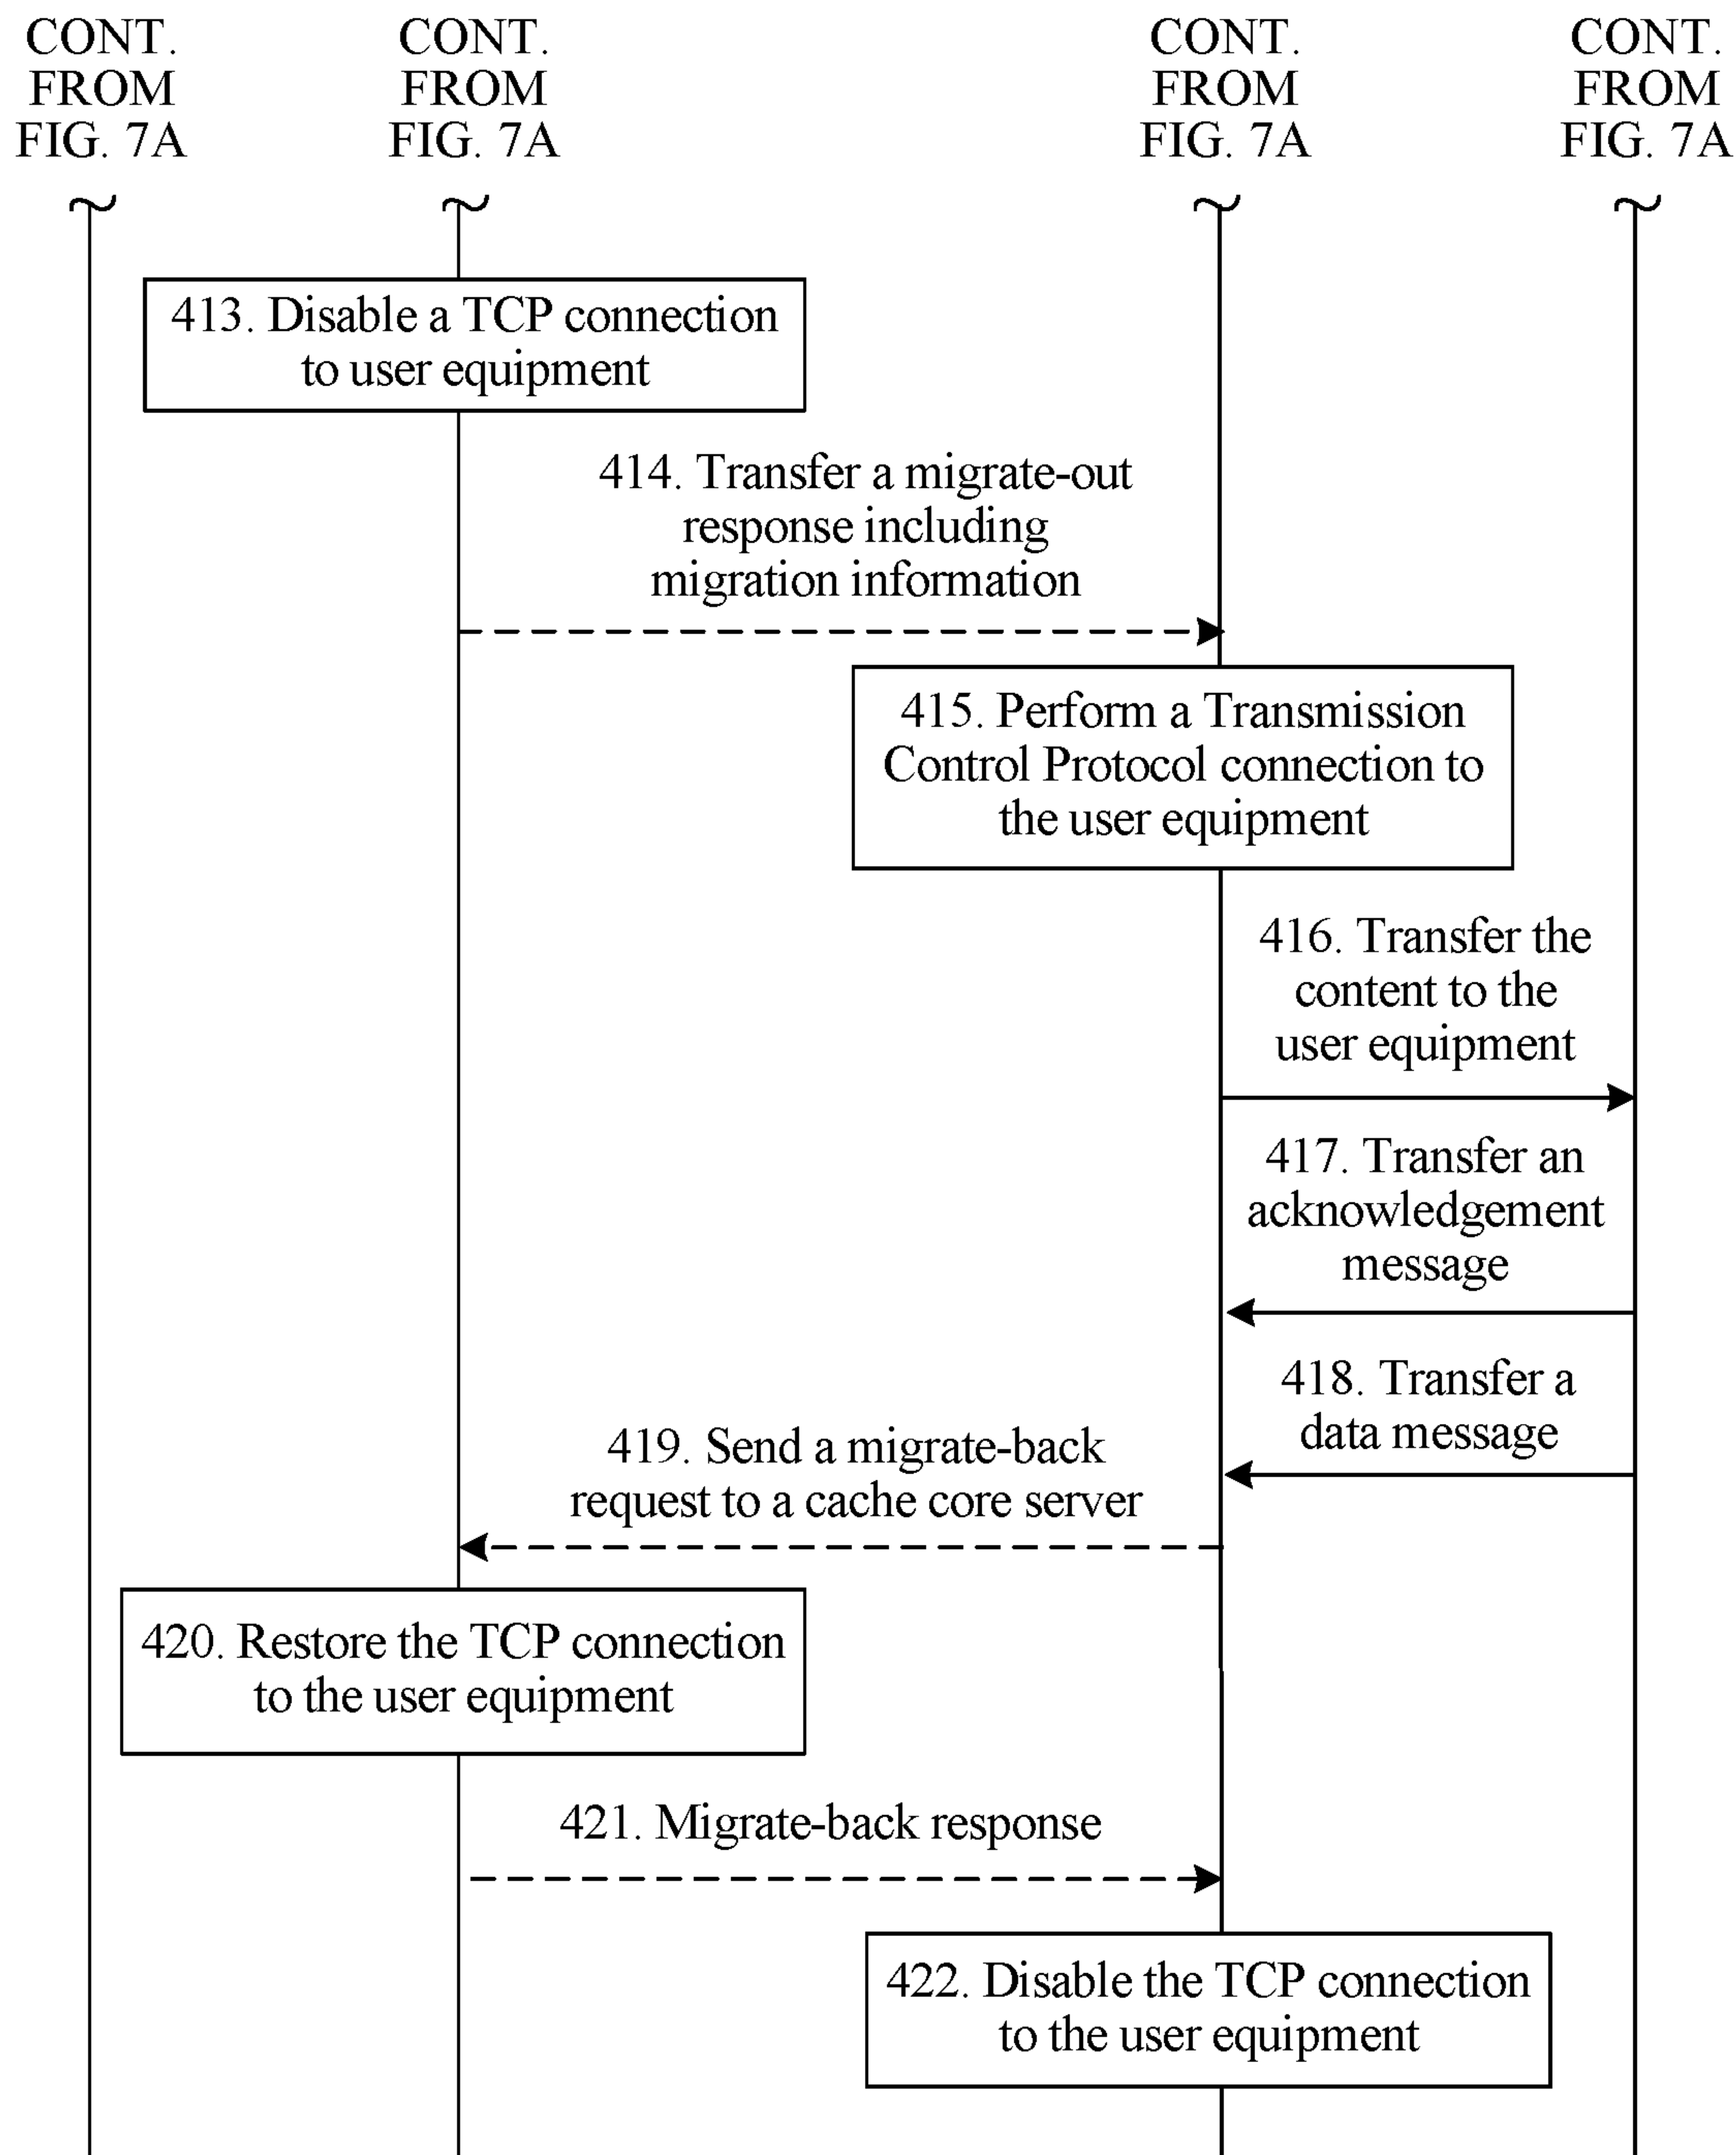 CONT.
FROM
FIG. 7A
CONT.
FROM
FIG. 7A
CONT.
FROM
FIG. 7A
CONT.
FROM
FIG. 7A
413. Disable a TCP connection
to user equipment
414. Transfer a migrate-out
response including
migration information
415. Perform a Transmission
Control Protocol connection to
the user equipment
416. Transfer the
content to the
user equipment
417. Transfer an
acknowledgement
message
418. Transfer a
data message
419. Send a migrate-back
request to a cache core server
420. Restore the TCP connection
to the user equipment
421. Migrate-back response
422. Disable the TCP connection
to the user equipment